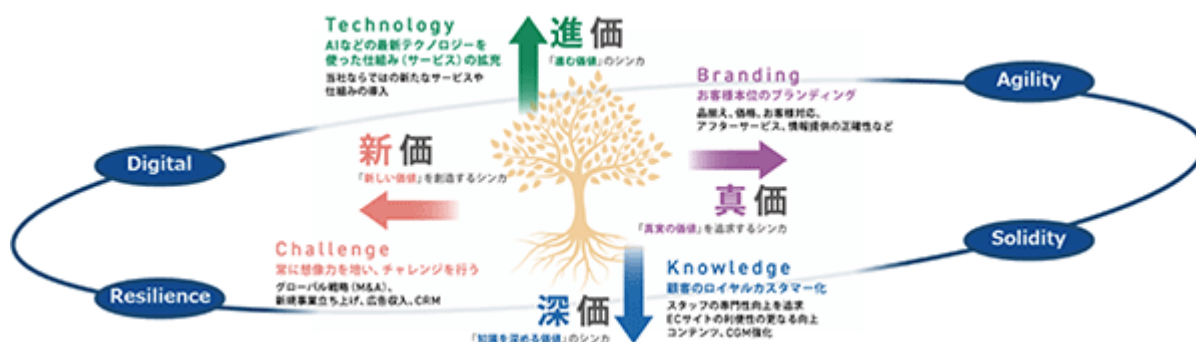 Technology
AIなどの最新テクノロジーを
使った仕組み(サービス)の拡充
当社ならではの新たなサービスや
仕組みの導入
進価
「進む価値」のシンカ
Branding
お客様本位のブランディング
品揃え、価格、お客様対応、
アフターサービス、情報提供の正確性など
Agility
Digital
新価
「新しい価値」を創造するシンカ
真価
「真実の価値」を追求するシンカ
Solidity
Challenge
常に想像力を培い、チャレンジを行う
グローバル戦略(M&A)、
新規事業立ち上げ、広告収入、CRM
Resilience
深価
「知識を深める価値」のシンカ
Knowledge
顧客のロイヤルカスタマー化
スタッフの専門性向上を追求
ECサイトの利便性の更なる向上
コンテンツ、CGM強化